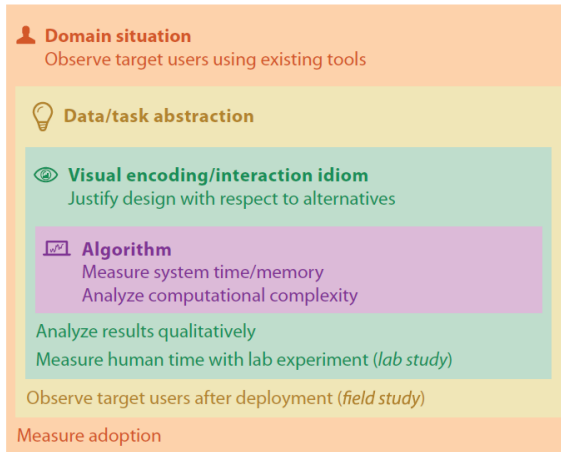 Domain situation
Observe target users using existing tools
Data/task abstraction
Visual encoding/interaction idiom
Justify design with respect to alternatives
Algorithm
Measure system time/memory
Analyze computational complexity
Analyze results qualitatively
Measure human time with lab experiment (lab study)
Observe target users after deployment (field study)
Measure adoption